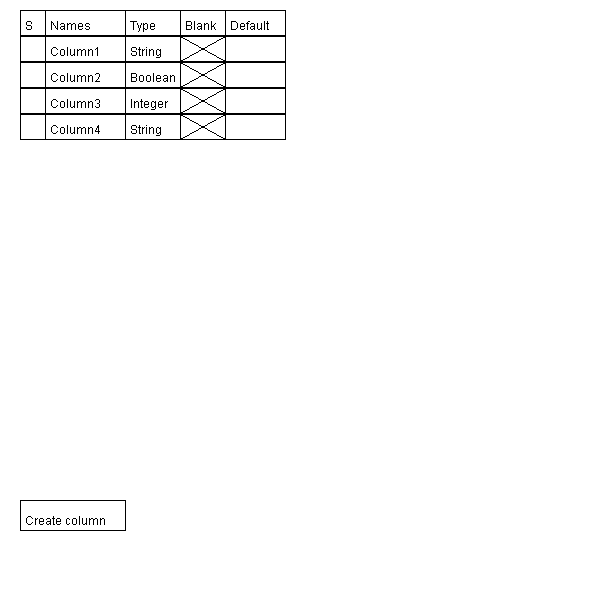 S Names Type Blank Default
Column1 String
Column2 Boolean
Column3 Integer
Column4 String
Create column